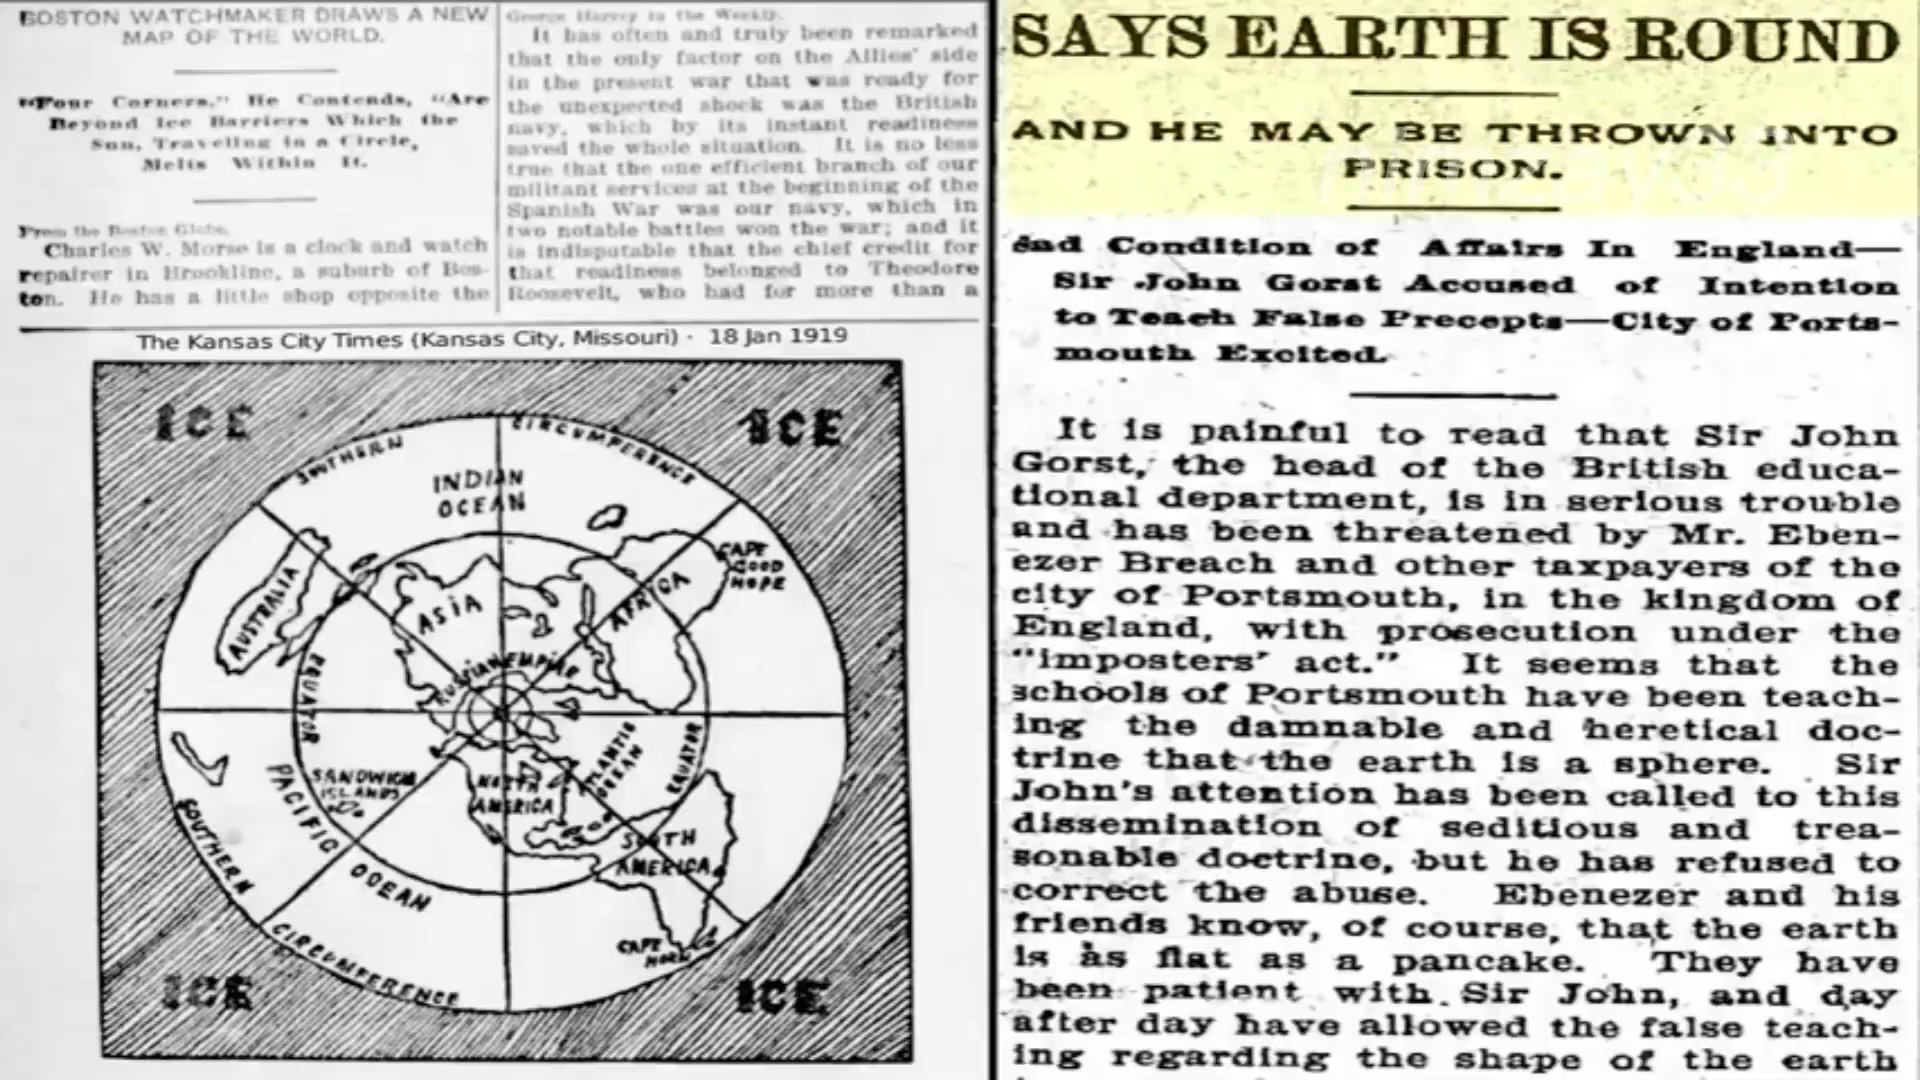 BOSTON WATCHMAKER DRAWS A NEW
MAP OF THE WORLD.
"Four Corners," He Contends, "Are
Beyond Ice Barriers Which the
Sun, Traveling in a Circle,
Melts Within It.
From the Boston Globe.
Charles W. Morse is a clock and watch
repairer in Brookline, a suburb of Bos-
ton. He has a little shop opposite the
George Harvey in the Weekly.
It has often and truly been remarked
that the only factor on the Allies' side
in the present war that was ready for
the unexpected shock was the British
navy, which by its instant readiness
saved the whole situation. It is no less
true that the one efficient branch of our
militant services at the beginning of the
Spanish War was our navy, which in
two notable battles won the war; and it
is indisputable that the chief credit for
that readiness belonged to Theodore
Roosevelt, who had for more than a
The Kansas City Times (Kansas City, Missouri) · 18 Jan 1919
ICE
ICE
SOUTHERN
CIRCUMFERENCE
INDIAN
OCEAN
CAPE
GOOD
HOPE
AUSTRALIA
ASIA
AFRICA
RUSSIAN EMPIRE
EQUATOR
ATLANTIC
OCEAN
EQUATOR
SANDWICH
ISLANDS
NORTH
AMERICA
PACIFIC
OCEAN
SOUTH
AMERICA
SOUTHERN
CIRCUMFERENCE
CAPE
HORN
ICE
ICE
SAYS EARTH IS ROUND
AND HE MAY BE THROWN INTO
PRISON.
Sad Condition of Affairs In England—
Sir John Gorst Accused of Intention
to Teach False Precepts—City of Ports-
mouth Excited.
It is painful to read that Sir John
Gorst, the head of the British educa-
tional department, is in serious trouble
and has been threatened by Mr. Eben-
ezer Breach and other taxpayers of the
city of Portsmouth, in the kingdom of
England, with prosecution under the
"imposters' act." It seems that the
schools of Portsmouth have been teach-
ing the damnable and heretical doc-
trine that the earth is a sphere. Sir
John's attention has been called to this
dissemination of seditious and trea-
sonable doctrine, but he has refused to
correct the abuse. Ebenezer and his
friends know, of course, that the earth
is as flat as a pancake. They have
been patient with Sir John, and day
after day have allowed the false teach-
ing regarding the shape of the earth